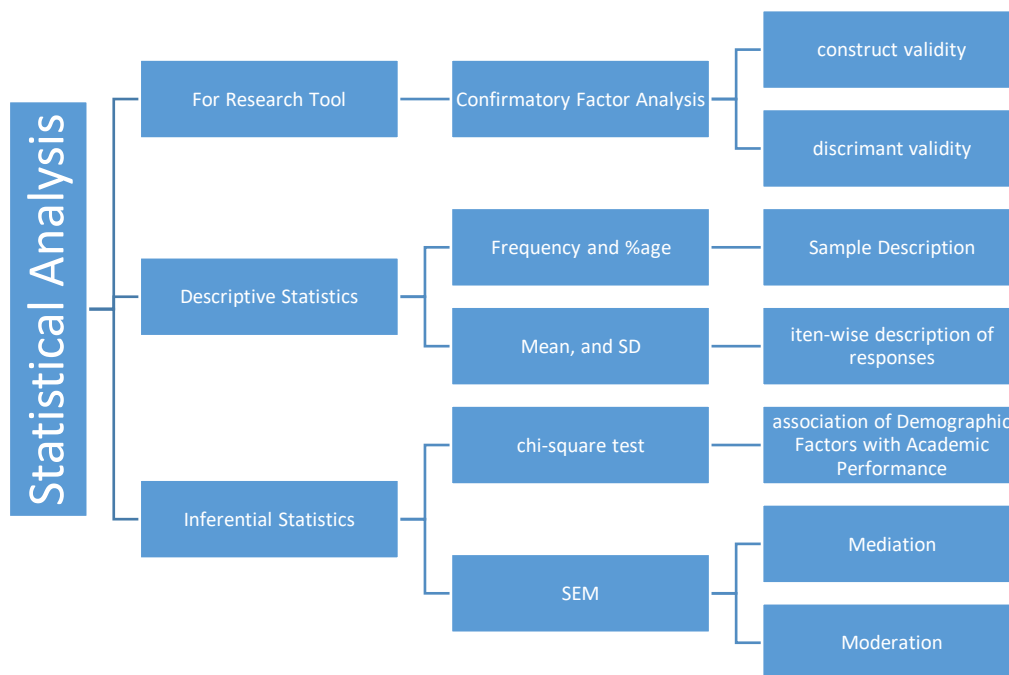 Statistical Analysis
For Research Tool
Confirmatory Factor Analysis
construct validity
discrimant validity
Descriptive Statistics
Frequency and %age
Sample Description
Mean, and SD
iten-wise description of
responses
Inferential Statistics
chi-square test
association of Demographic
Factors with Academic
Performance
SEM
Mediation
Moderation